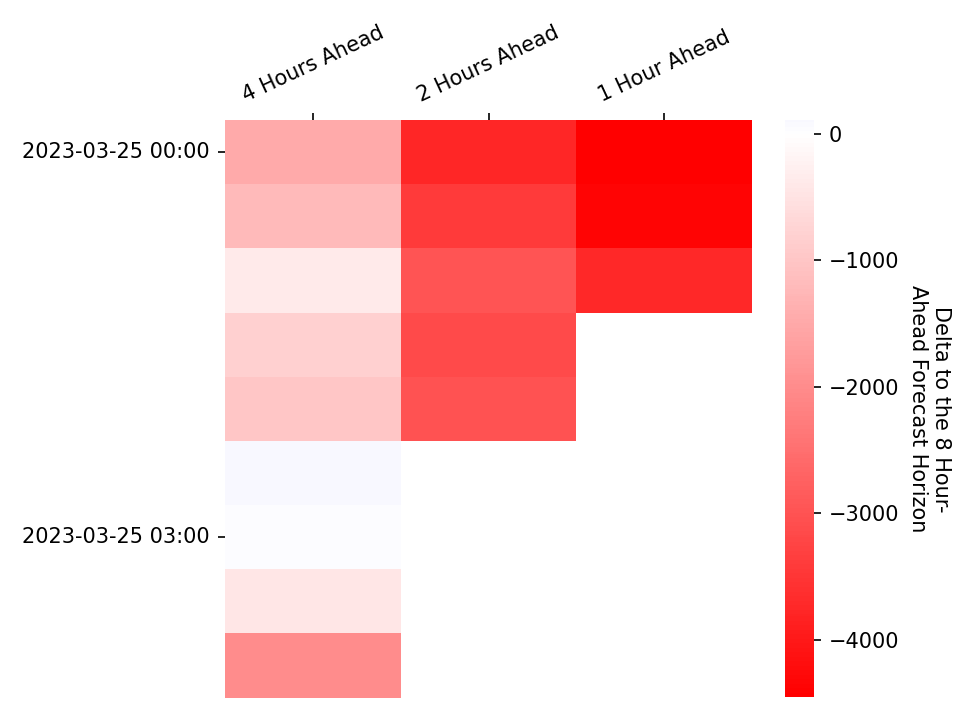 4 Hours Ahead
2 Hours Ahead
1 Hour Ahead
2023-03-25 00:00
2023-03-25 03:00
0
−1000
−2000
−3000
−4000
Delta to the 8 Hour-
Ahead Forecast Horizon